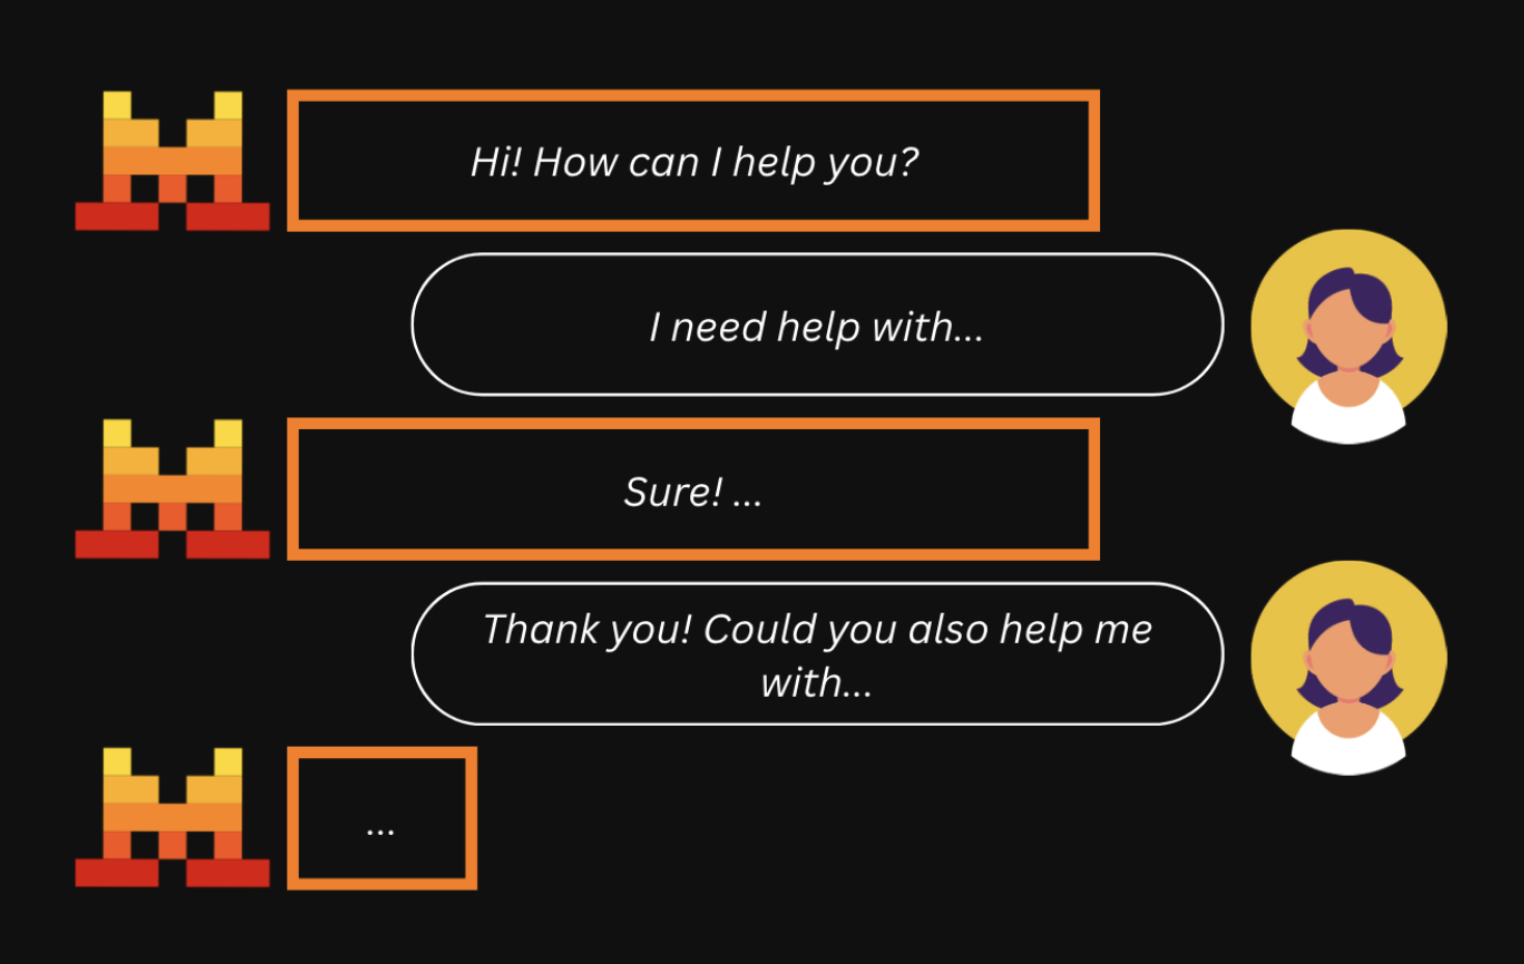 Hi! How can I help you?
I need help with...
Sure! ...
Thank you! Could you also help me
with...
...